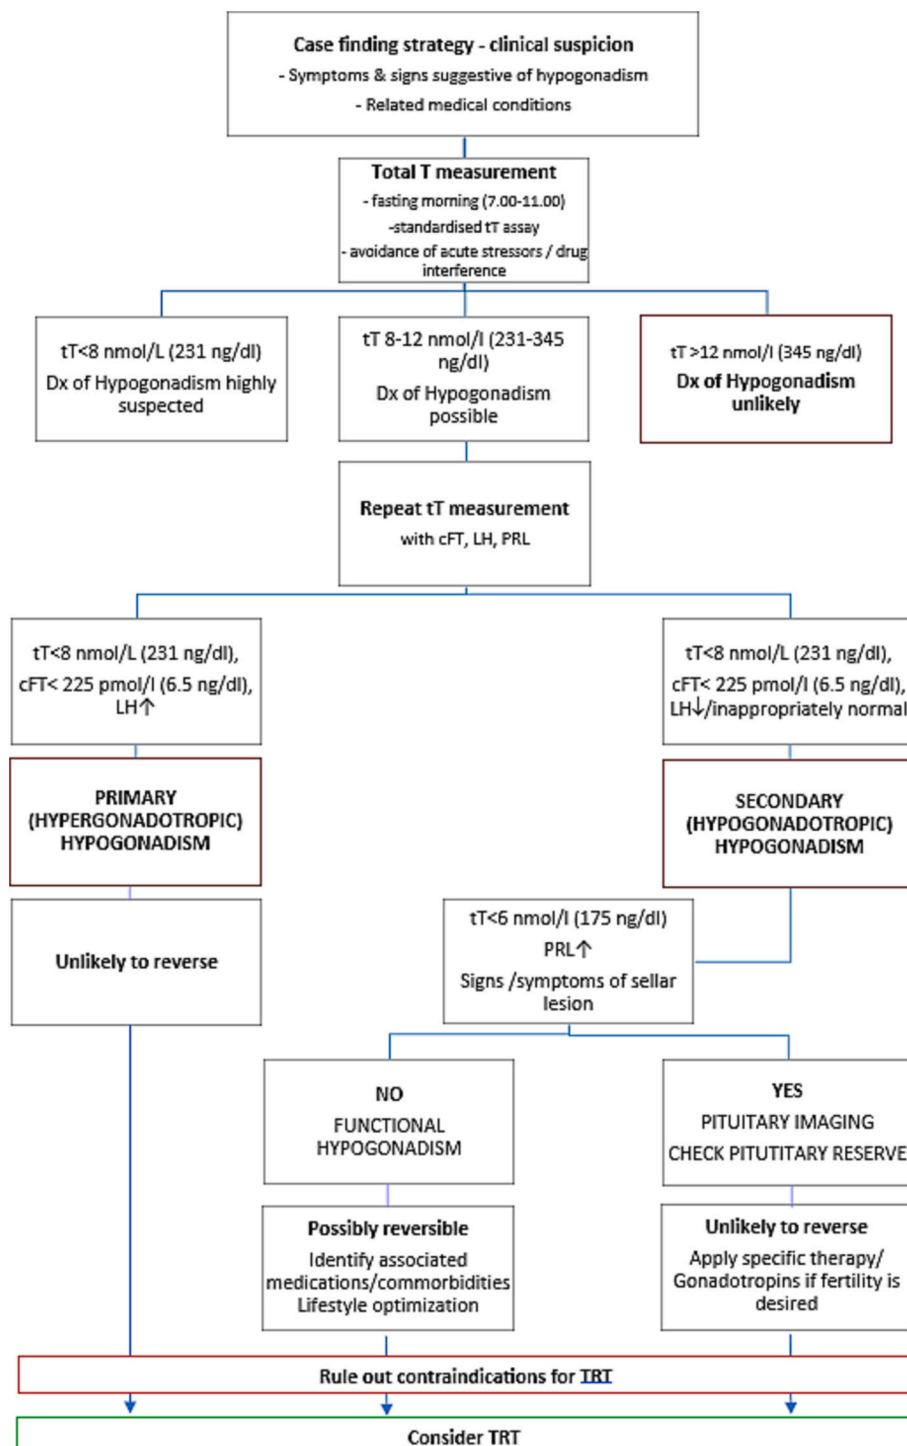 Case finding strategy - clinical suspicion
- Symptoms & signs suggestive of hypogonadism
- Related medical conditions
Total T measurement
- fasting morning (7.00-11.00)
-standardised tT assay
- avoidance of acute stressors / drug
interference
tT<8 nmol/L (231 ng/dl)
Dx of Hypogonadism highly
suspected
tT 8-12 nmol/l (231-345
ng/dl)
Dx of Hypogonadism
possible
tT >12 nmol/l (345 ng/dl)
Dx of Hypogonadism
unlikely
Repeat tT measurement
with cFT, LH, PRL
tT<8 nmol/L (231 ng/dl),
cFT< 225 pmol/l (6.5 ng/dl),
LH↑
tT<8 nmol/L (231 ng/dl),
cFT< 225 pmol/l (6.5 ng/dl),
LH↓/inappropriately normal
PRIMARY
(HYPERGONADOTROPIC)
HYPOGONADISM
SECONDARY
(HYPOGONADOTROPIC)
HYPOGONADISM
Unlikely to reverse
tT<6 nmol/l (175 ng/dl)
PRL↑
Signs /symptoms of sellar
lesion
NO
FUNCTIONAL
HYPOGONADISM
YES
PITUITARY IMAGING
CHECK PITUTITARY RESERVE
Possibly reversible
Identify associated
medications/commorbidities
Lifestyle optimization
Unlikely to reverse
Apply specific therapy/
Gonadotropins if fertility is
desired
Rule out contraindications for TRT
Consider TRT